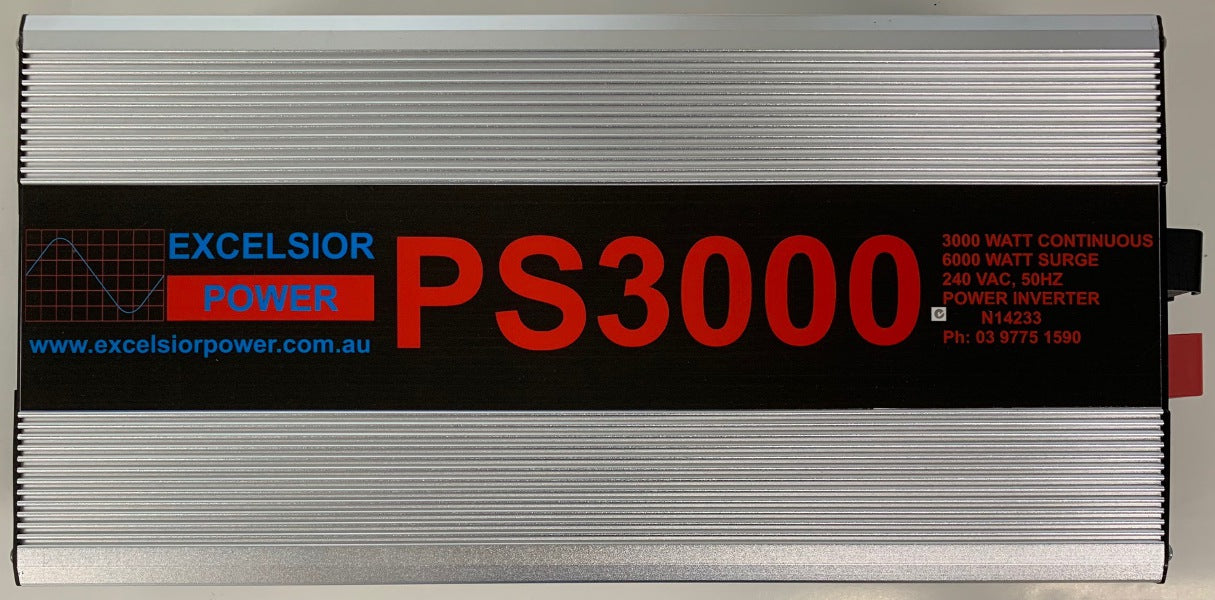 EXCELSIOR
POWER
www.excelsiorpower.com.au
PS3000
3000 WATT CONTINUOUS
6000 WATT SURGE
240 VAC, 50HZ
POWER INVERTER
N14233
Ph: 03 9775 1590